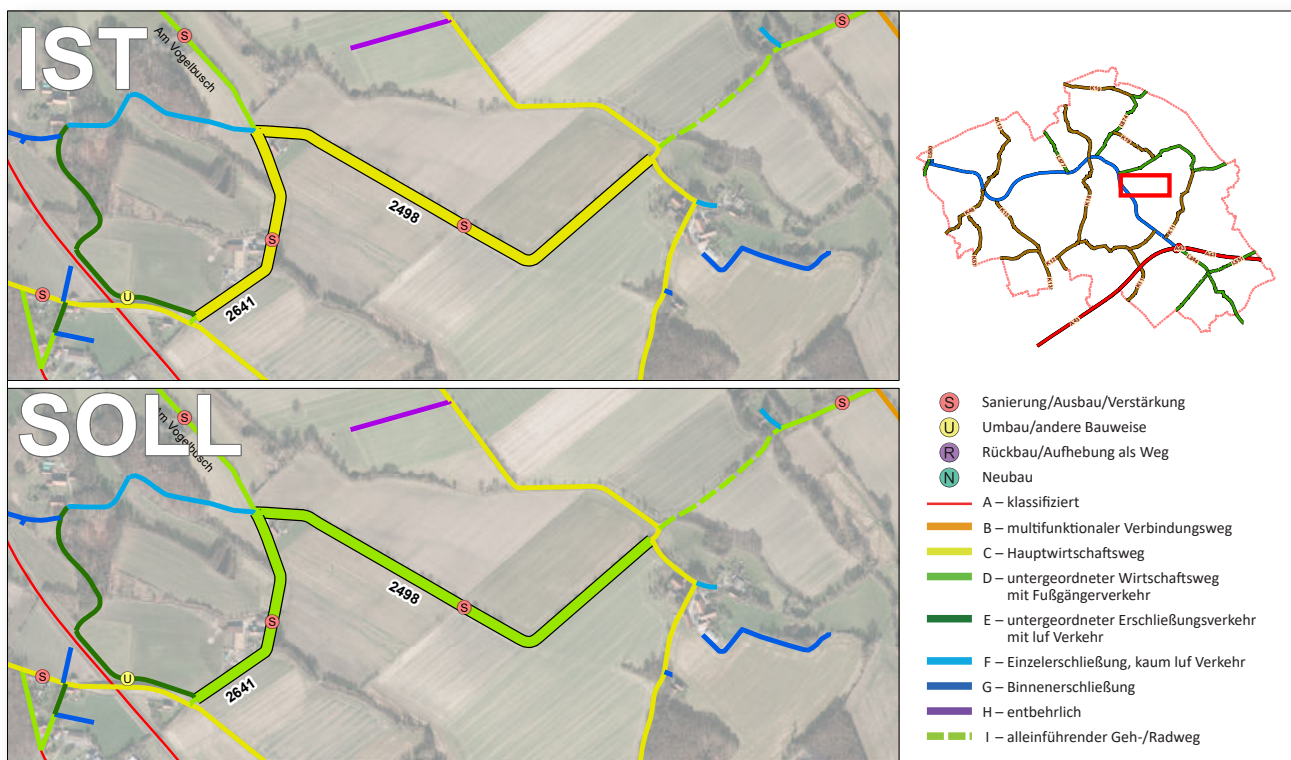 IST
S
Am Vogelbusch
S
2498
S
S
2641
S
U
SOLL
S
Am Vogelbusch
S
2498
S
S
2641
S
U
S Sanierung/Ausbau/Verstärkung
U Umbau/andere Bauweise
R Rückbau/Aufhebung als Weg
N Neubau
A – klassifiziert
B – multifunktionaler Verbindungsweg
C – Hauptwirtschaftsweg
D – untergeordneter Wirtschaftsweg
mit Fußgängerverkehr
E – untergeordneter Erschließungsverkehr
mit luf Verkehr
F – Einzelerschließung, kaum luf Verkehr
G – Binnenerschließung
H – entbehrlich
I – alleinführender Geh-/Radweg